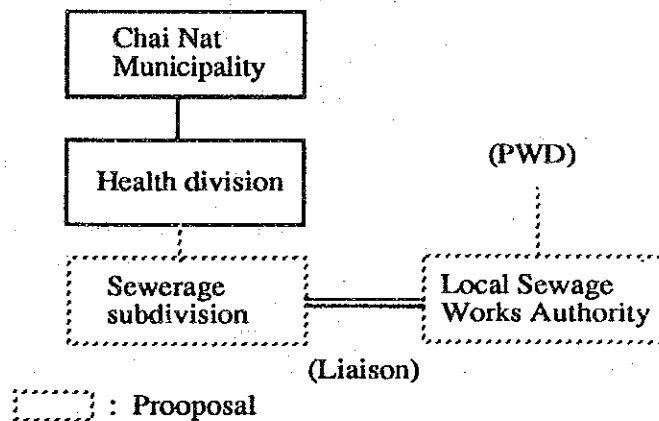 Chai Nat
Municipality
Health division
(PWD)
Sewerage
subdivision
Local Sewage
Works Authority
(Liaison)
: Prooposal